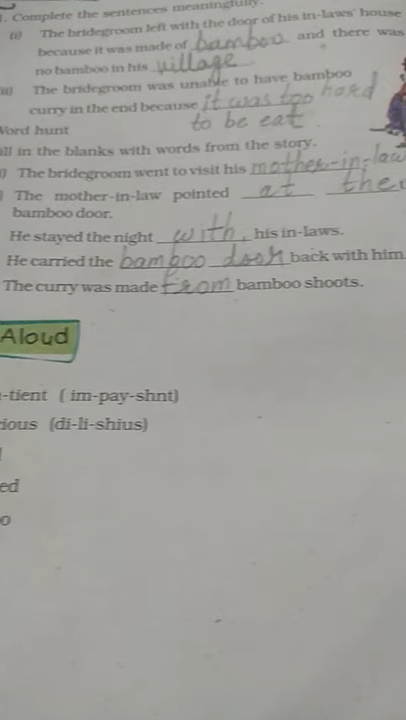 1. Complete the sentences meaningfully.
(i) The bridegroom left with the door of his in-laws' house
because it was made of bamboo and there was
no bamboo in his village
The bridegroom was unable to have bamboo
curry in the end because it was too hard
to be eat
Word hunt
in the blanks with words from the story.
The bridegroom went to visit his mother-in-law
The mother-in-law pointed at the
bamboo door.
He stayed the night with his in-laws.
He carried the bamboo door back with him
The curry was made from bamboo shoots.
Aloud
-tient ( im-pay-shnt)
cious (di-li-shius)
ed
o